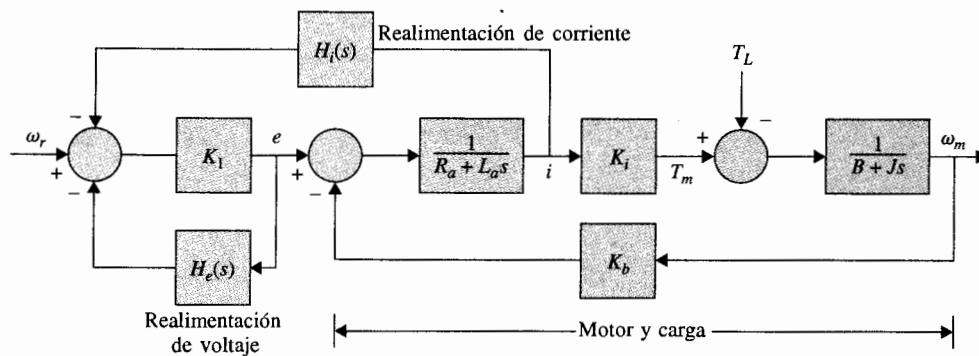 Realimentación de corriente
H_i(s)
T_L
−
−
ω_r
+
−
K_1
e
+
−
1
R_a + L_a s
i
K_i
T_m
+
1
B + Js
ω_m
H_e(s)
K_b
Realimentación
de voltaje
Motor y carga